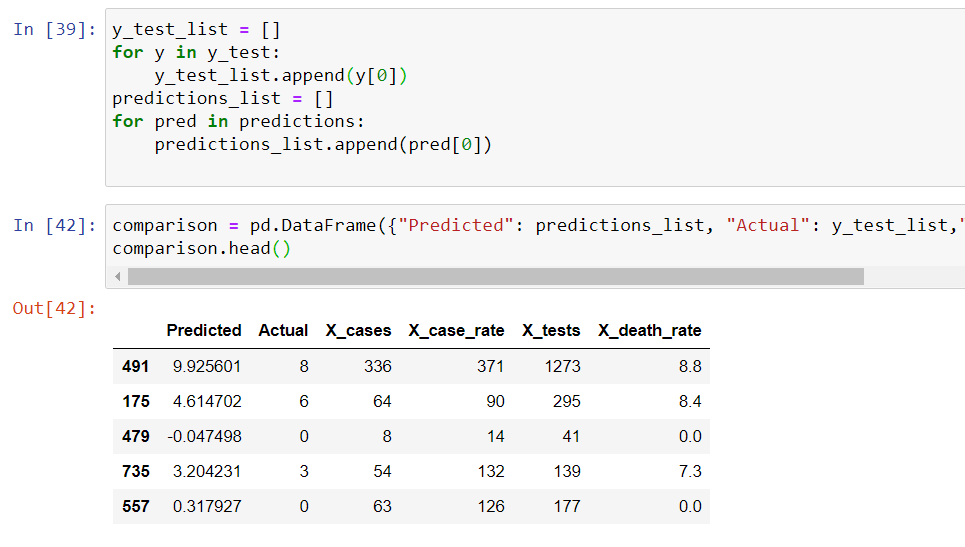 In [39]: y_test_list = []
for y in y_test:
    y_test_list.append(y[0])
predictions_list = []
for pred in predictions:
    predictions_list.append(pred[0])
In [42]: comparison = pd.DataFrame({"Predicted": predictions_list, "Actual": y_test_list,"
comparison.head()
Out[42]:
Predicted Actual X_cases X_case_rate X_tests X_death_rate
491 9.925601 8 336 371 1273 8.8
175 4.614702 6 64 90 295 8.4
479 -0.047498 0 8 14 41 0.0
735 3.204231 3 54 132 139 7.3
557 0.317927 0 63 126 177 0.0